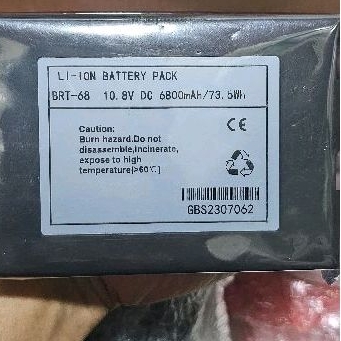 LI-ION BATTERY PACK
BRT-68 10.8V DC 6800mAh/73.5Wh
Caution:
Burn hazard.Do not
disassemble,incinerate,
expose to high
temperature(>60℃)
CE
GBS2307062